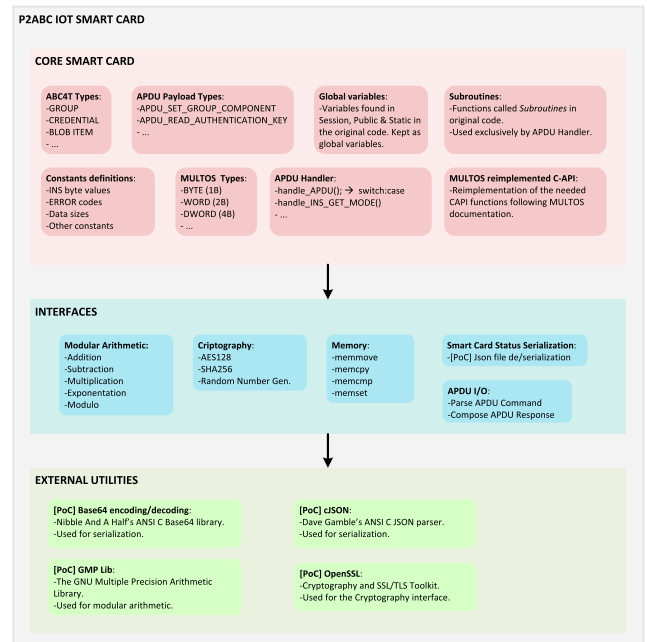 P2ABC IOT SMART CARD
CORE SMART CARD
ABC4T Types:
-GROUP
-CREDENTIAL
-BLOB ITEM
- ...
APDU Payload Types:
-APDU_SET_GROUP_COMPONENT
-APDU_READ_AUTHENTICATION_KEY
- ...
Global variables:
-Variables found in
Session, Public & Static in
the original code. Kept as
global variables.
Subroutines:
-Functions called Subroutines in
original code.
-Used exclusively by APDU Handler.
Constants definitions:
-INS byte values
-ERROR codes
-Data sizes
-Other constants
MULTOS Types:
-BYTE (1B)
-WORD (2B)
-DWORD (4B)
- ...
APDU Handler:
-handle_APDU(); → switch:case
-handle_INS_GET_MODE()
- ...
MULTOS reimplemented C-API:
-Reimplementation of the needed
CAPI functions following MULTOS
documentation.
INTERFACES
Modular Arithmetic:
-Addition
-Subtraction
-Multiplication
-Exponentation
-Modulo
Criptography:
-AES128
-SHA256
-Random Number Gen.
Memory:
-memmove
-memcpy
-memcmp
-memset
Smart Card Status Serialization:
-[PoC] Json file de/serialization
APDU I/O:
-Parse APDU Command
-Compose APDU Response
EXTERNAL UTILITIES
[PoC] Base64 encoding/decoding:
-Nibble And A Half's ANSI C Base64 library.
-Used for serialization.
[PoC] cJSON:
-Dave Gamble's ANSI C JSON parser.
-Used for serialization.
[PoC] GMP Lib:
-The GNU Multiple Precision Arithmetic
Library.
-Used for modular arithmetic.
[PoC] OpenSSL:
-Cryptography and SSL/TLS Toolkit.
-Used for the Cryptography interface.